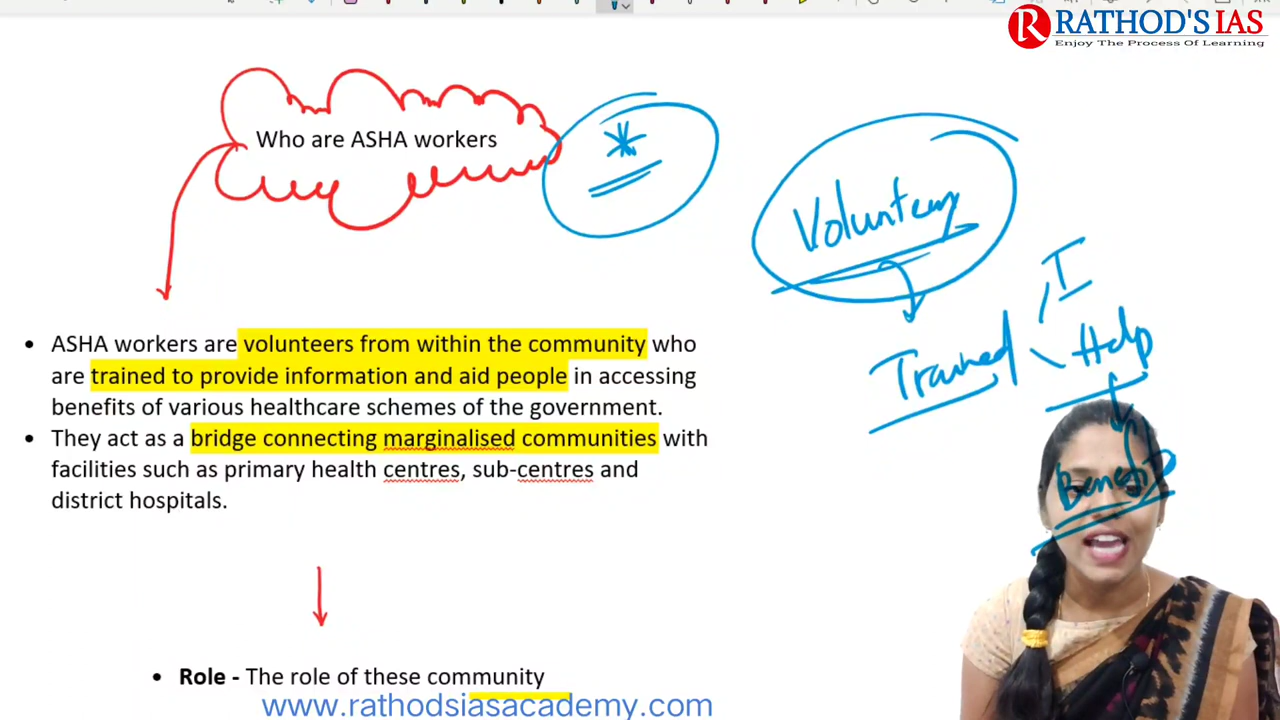 RATHOD'S IAS
Enjoy The Process Of Learning
Who are ASHA workers
Voluntery
Trained
I
Help
Benefit
• ASHA workers are volunteers from within the community who
are trained to provide information and aid people in accessing
benefits of various healthcare schemes of the government.
• They act as a bridge connecting marginalised communities with
facilities such as primary health centres, sub-centres and
district hospitals.
• Role - The role of these community
www.rathodsiasacademy.com